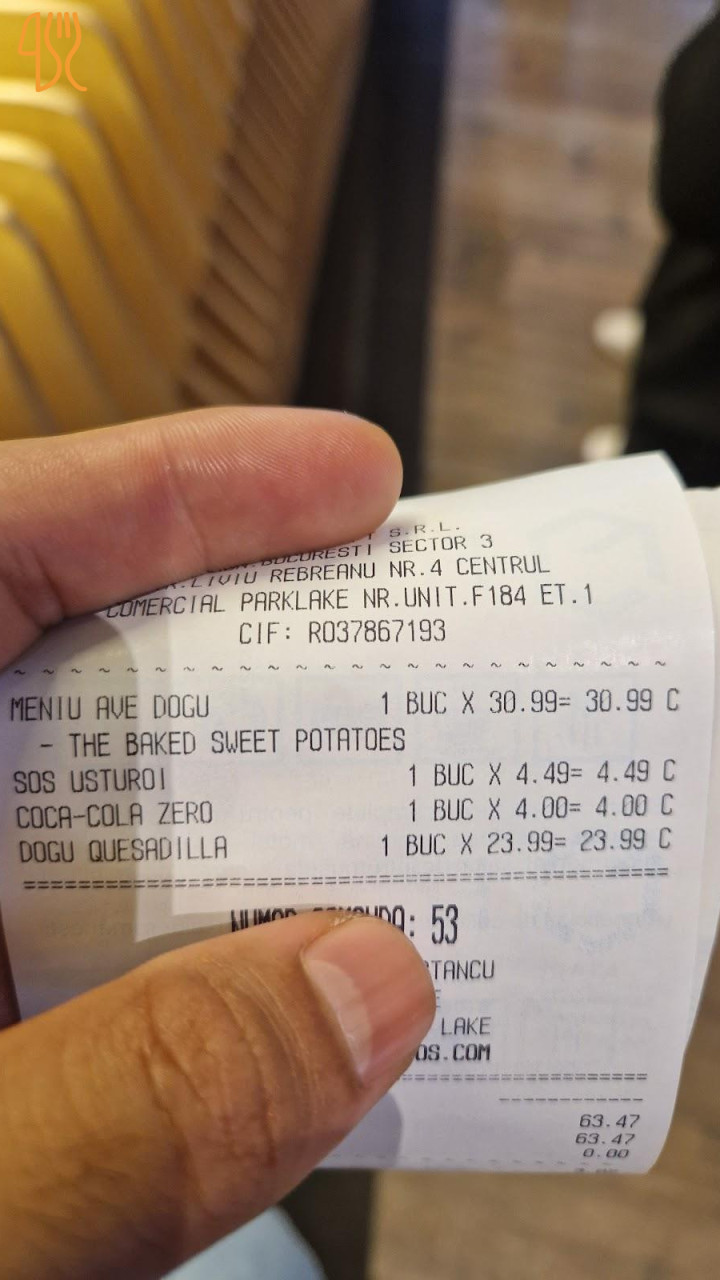 S.R.L.
BUCURESTI SECTOR 3
LIVIU REBREANU NR.4 CENTRUL
COMERCIAL PARKLAKE NR.UNIT.F184 ET.1
CIF: RO37867193
MENIU AVE DOGU 1 BUC X 30.99= 30.99 C
- THE BAKED SWEET POTATOES
SOS USTUROI 1 BUC X 4.49= 4.49 C
COCA-COLA ZERO 1 BUC X 4.00= 4.00 C
DOGU QUESADILLA 1 BUC X 23.99= 23.99 C
53
LAKE
63.47
63.47
0.00